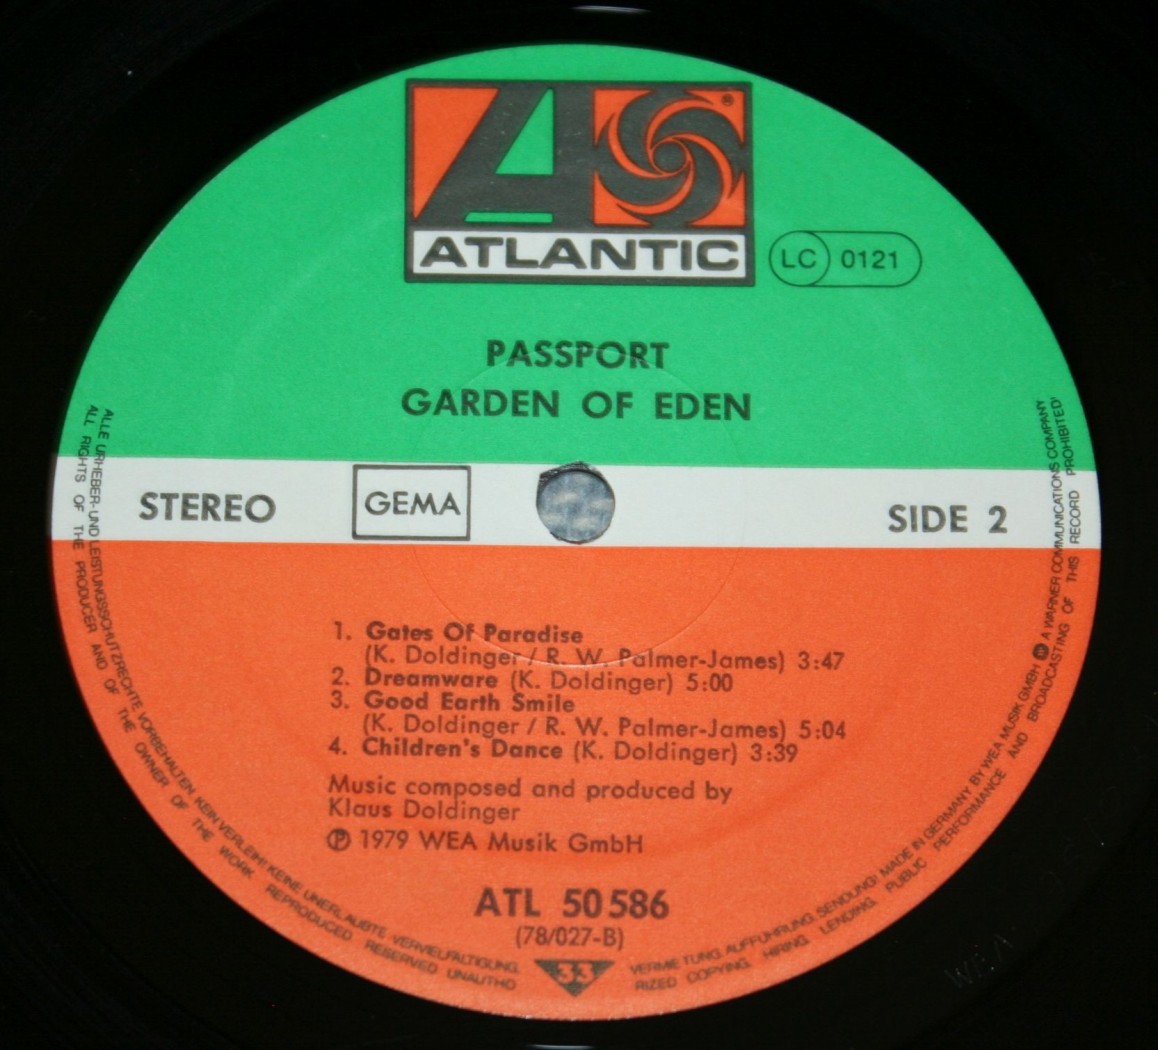 ATLANTIC
®
LC 0121
PASSPORT
GARDEN OF EDEN
STEREO
GEMA
SIDE 2
1. Gates Of Paradise
(K. Doldinger / R. W. Palmer-James) 3:47
2. Dreamware (K. Doldinger) 5:00
3. Good Earth Smile
(K. Doldinger / R. W. Palmer-James) 5:04
4. Children's Dance (K. Doldinger) 3:39
Music composed and produced by
Klaus Doldinger
℗ 1979 WEA Musik GmbH
ATL 50 586
(78/027-B)
33
ALLE URHEBER- UND LEISTUNGSSCHUTZRECHTE VORBEHALTEN KEIN VERLEIH! KEINE UNERLAUBTE VERVIELFÄLTIGUNG, VERMIETUNG, AUFFÜHRUNG, SENDUNG! MADE IN GERMANY BY WEA MUSIK GMBH A WARNER COMMUNICATIONS COMPANY
ALL RIGHTS OF THE PRODUCER AND OF THE OWNER OF THE WORK REPRODUCED RESERVED UNAUTHORIZED COPYING, HIRING, LENDING, PUBLIC PERFORMANCE AND BROADCASTING OF THIS RECORD PROHIBITED!
WEA